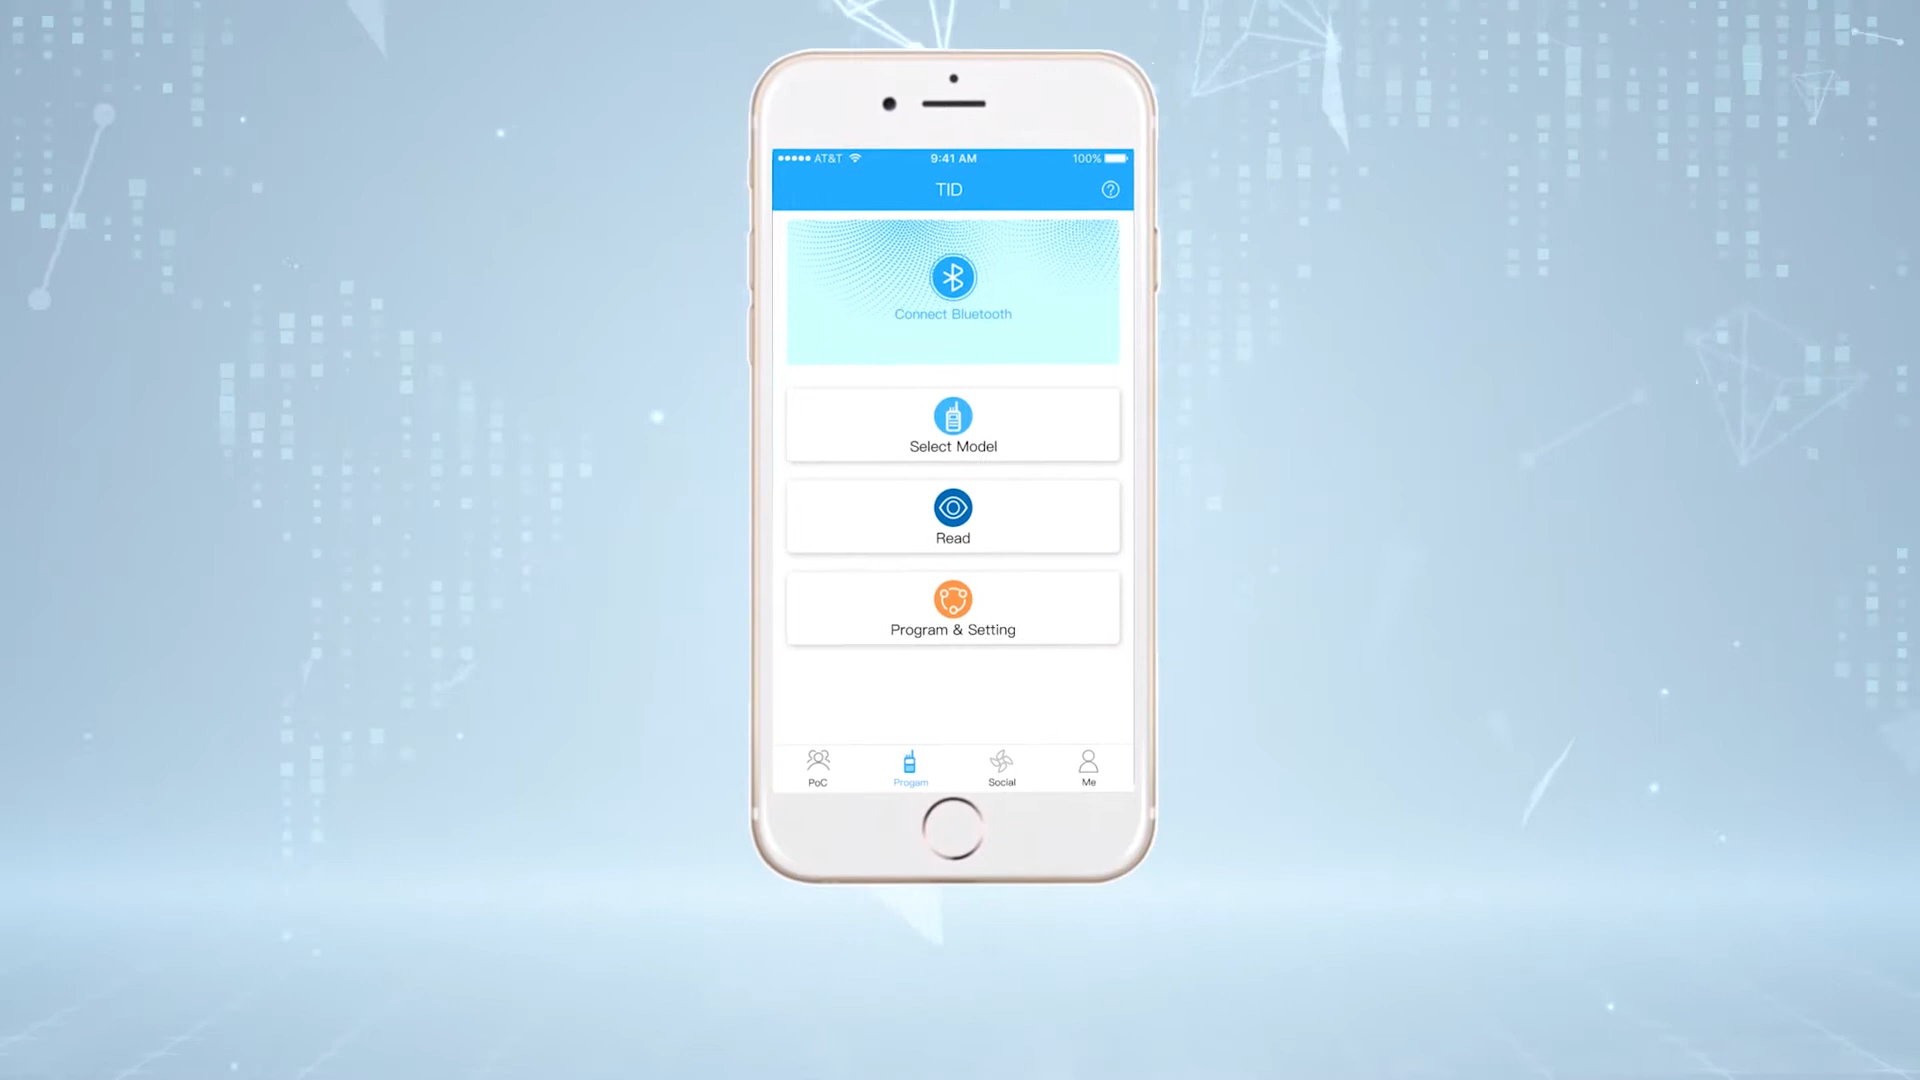 AT&T 9:41 AM 100%
TID
Connect Bluetooth
Select Model
Read
Program & Setting
PoC Progam Social Me